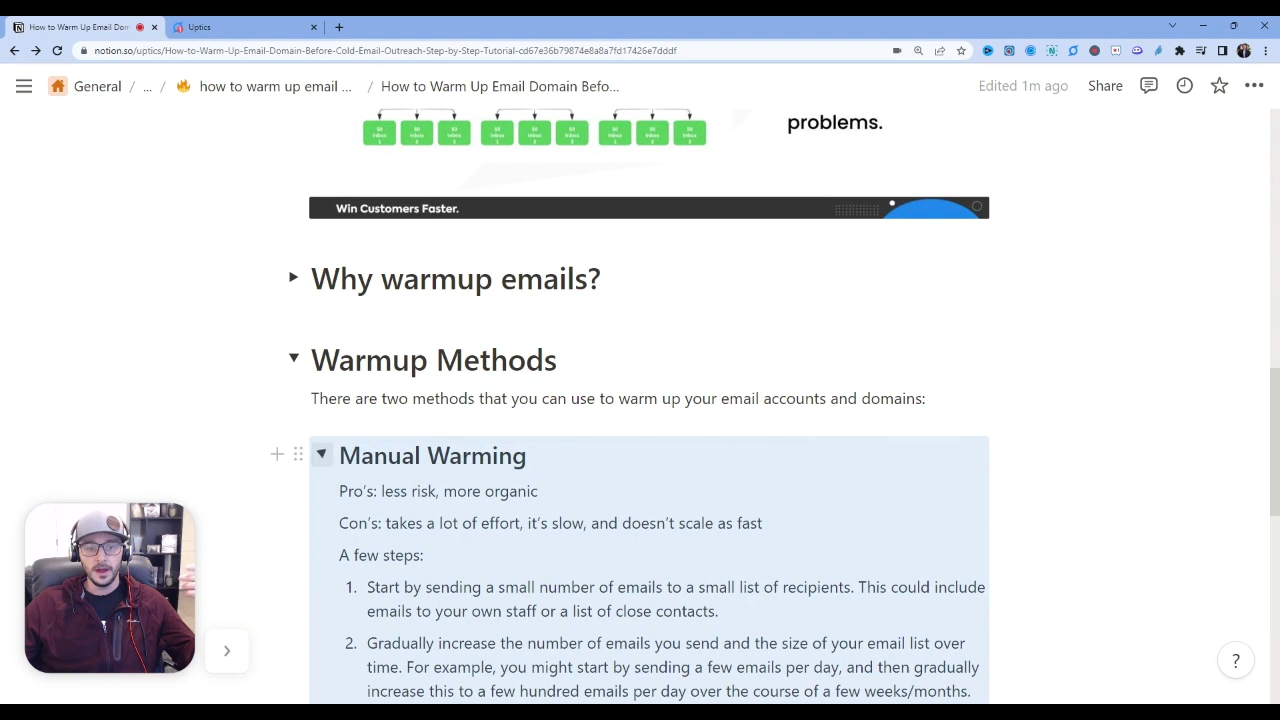 How to Warm Up Email Dom
Uptics
notion.so/uptics/How-to-Warm-Up-Email-Domain-Before-Cold-Email-Outreach-Step-by-Step-Tutorial-cd67e36b79874e8a8a7fd17426e7dddf
General / ... / how to warm up email ... / How to Warm Up Email Domain Befo...
Edited 1m ago Share
problems.
Win Customers Faster.
Why warmup emails?
Warmup Methods
There are two methods that you can use to warm up your email accounts and domains:
Manual Warming
Pro's: less risk, more organic
Con's: takes a lot of effort, it's slow, and doesn't scale as fast
A few steps:
1. Start by sending a small number of emails to a small list of recipients. This could include
emails to your own staff or a list of close contacts.
2. Gradually increase the number of emails you send and the size of your email list over
time. For example, you might start by sending a few emails per day, and then gradually
increase this to a few hundred emails per day over the course of a few weeks/months.
?